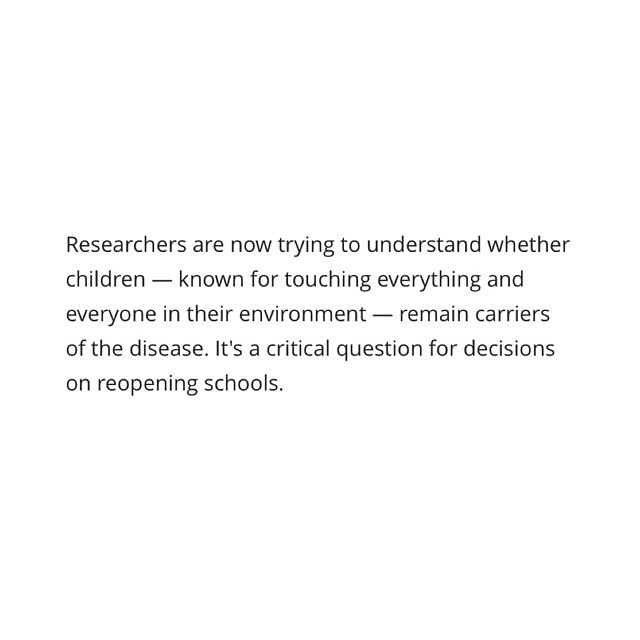 Researchers are now trying to understand whether
children — known for touching everything and
everyone in their environment — remain carriers
of the disease. It's a critical question for decisions
on reopening schools.